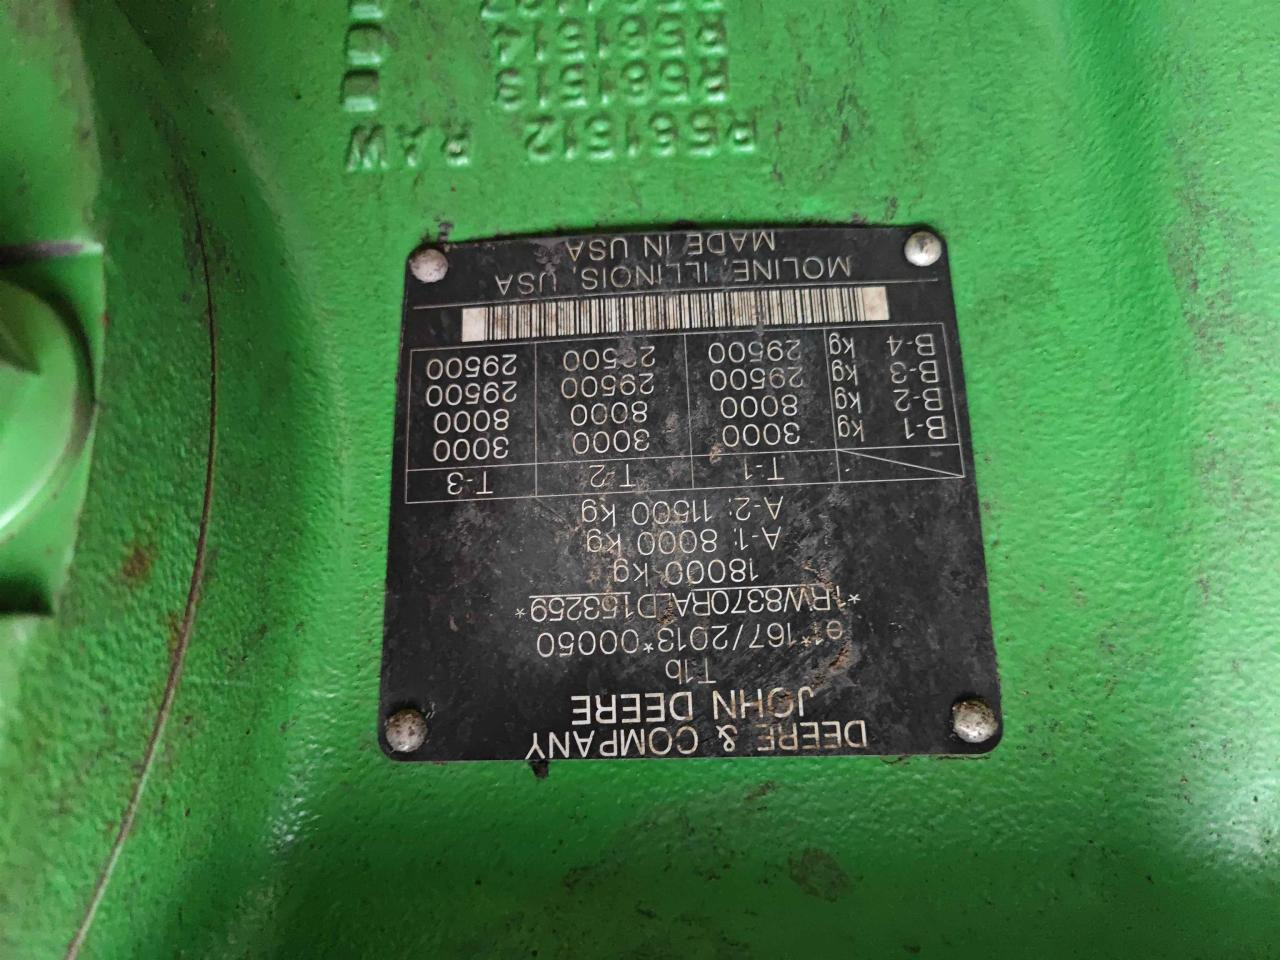 DEERE & COMPANY
JOHN DEERE
T1b
e1*167/2013*00050
*1RW8370RALD153259*
18000 kg
A-1: 8000 kg
A-2: 11500 kg
T-1 T-2 T-3
B-1 kg 3000 3000 3000
B-2 kg 8000 8000 8000
B-3 kg 29500 29500 29500
B-4 kg 29500 29500 29500
MOLINE, ILLINOIS, USA
MADE IN USA
R561512 RAW
R561513
R561514